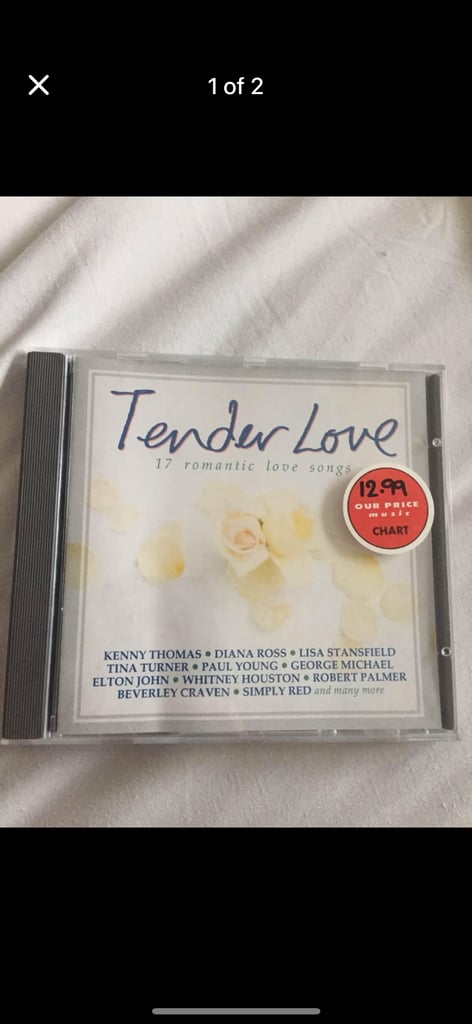 1 of 2
Tender Love
17 romantic love songs
12.99
OUR PRICE
music
CHART
KENNY THOMAS • DIANA ROSS • LISA STANSFIELD
TINA TURNER • PAUL YOUNG • GEORGE MICHAEL
ELTON JOHN • WHITNEY HOUSTON • ROBERT PALMER
BEVERLEY CRAVEN • SIMPLY RED and many more